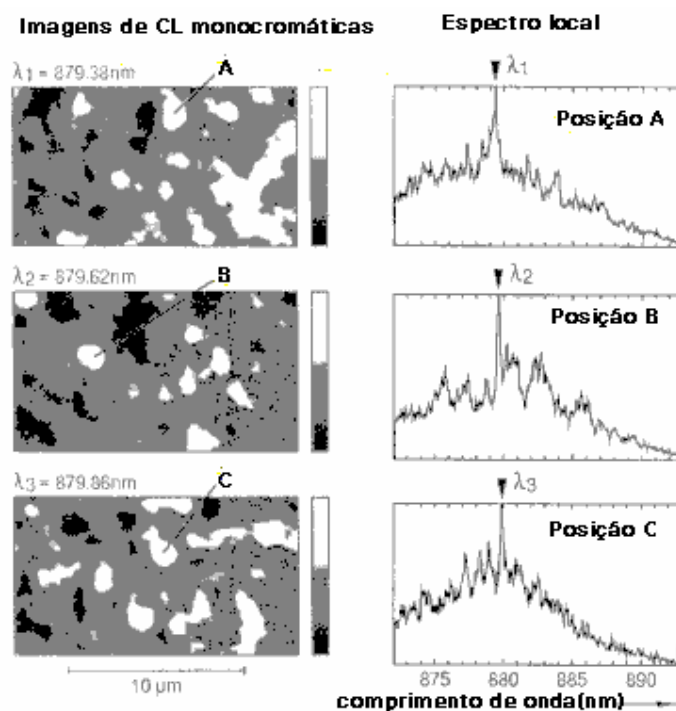 Imagens de CL monocromáticas
Espectro local
λ1 = 879.38nm
A
λ1
Posição A
λ2 = 879.62nm
B
λ2
Posição B
λ3 = 879.86nm
C
λ3
Posição C
10 μm
875 880 885 890
comprimento de onda(nm)